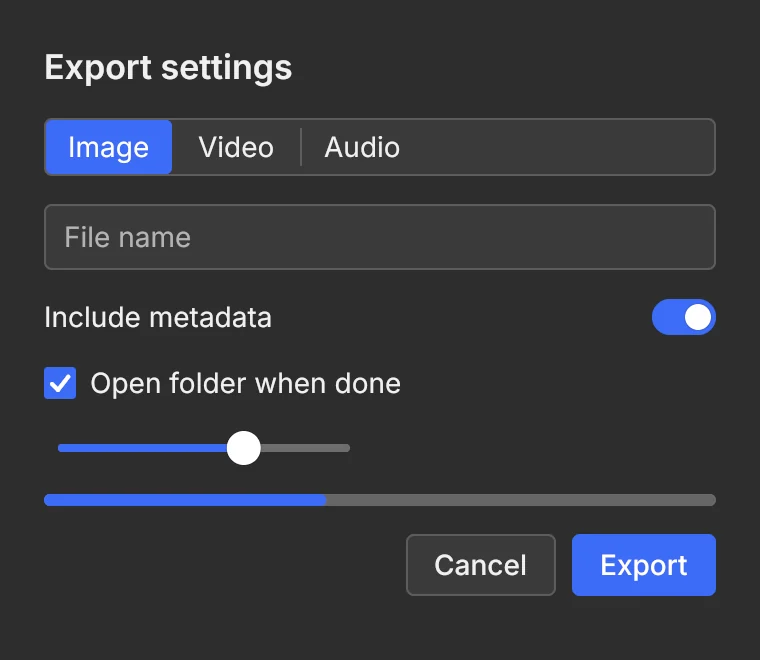 Export settings
Image Video Audio
File name
Include metadata
Open folder when done
Cancel Export